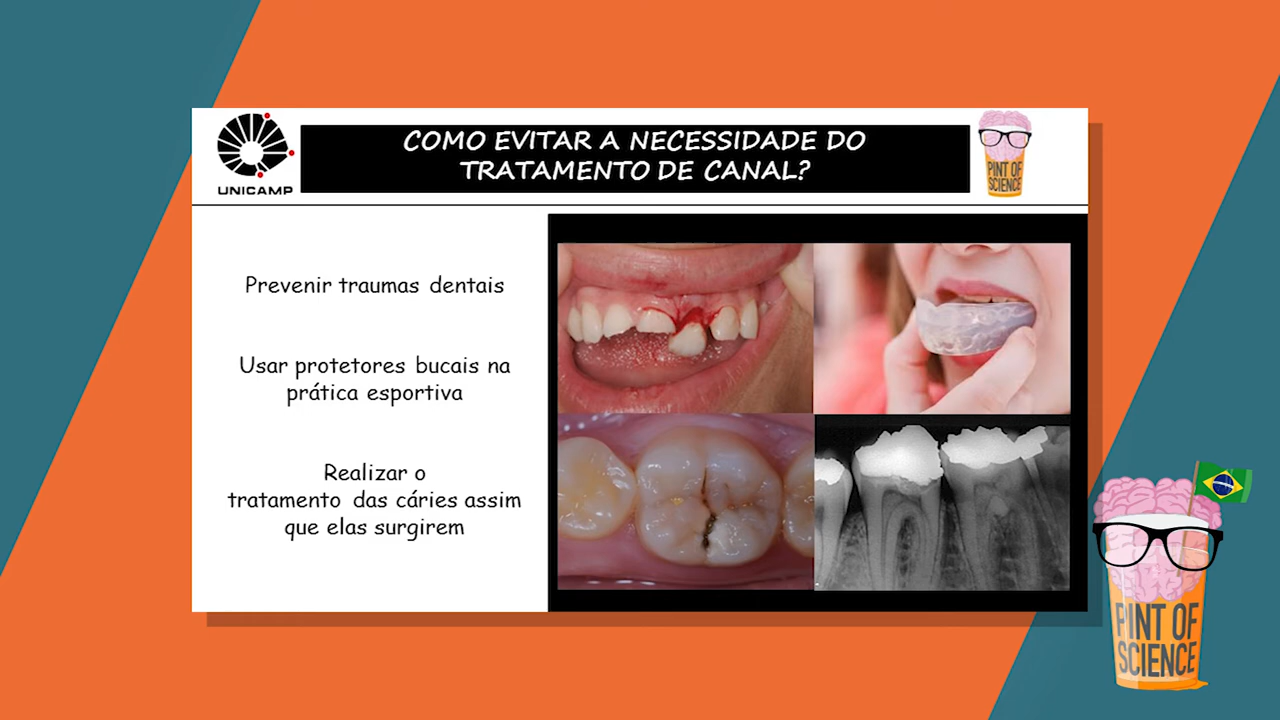 COMO EVITAR A NECESSIDADE DO
TRATAMENTO DE CANAL?
UNICAMP
PINT OF
SCIENCE
Prevenir traumas dentais
Usar protetores bucais na
prática esportiva
Realizar o
tratamento das cáries assim
que elas surgirem
PINT OF
SCIENCE